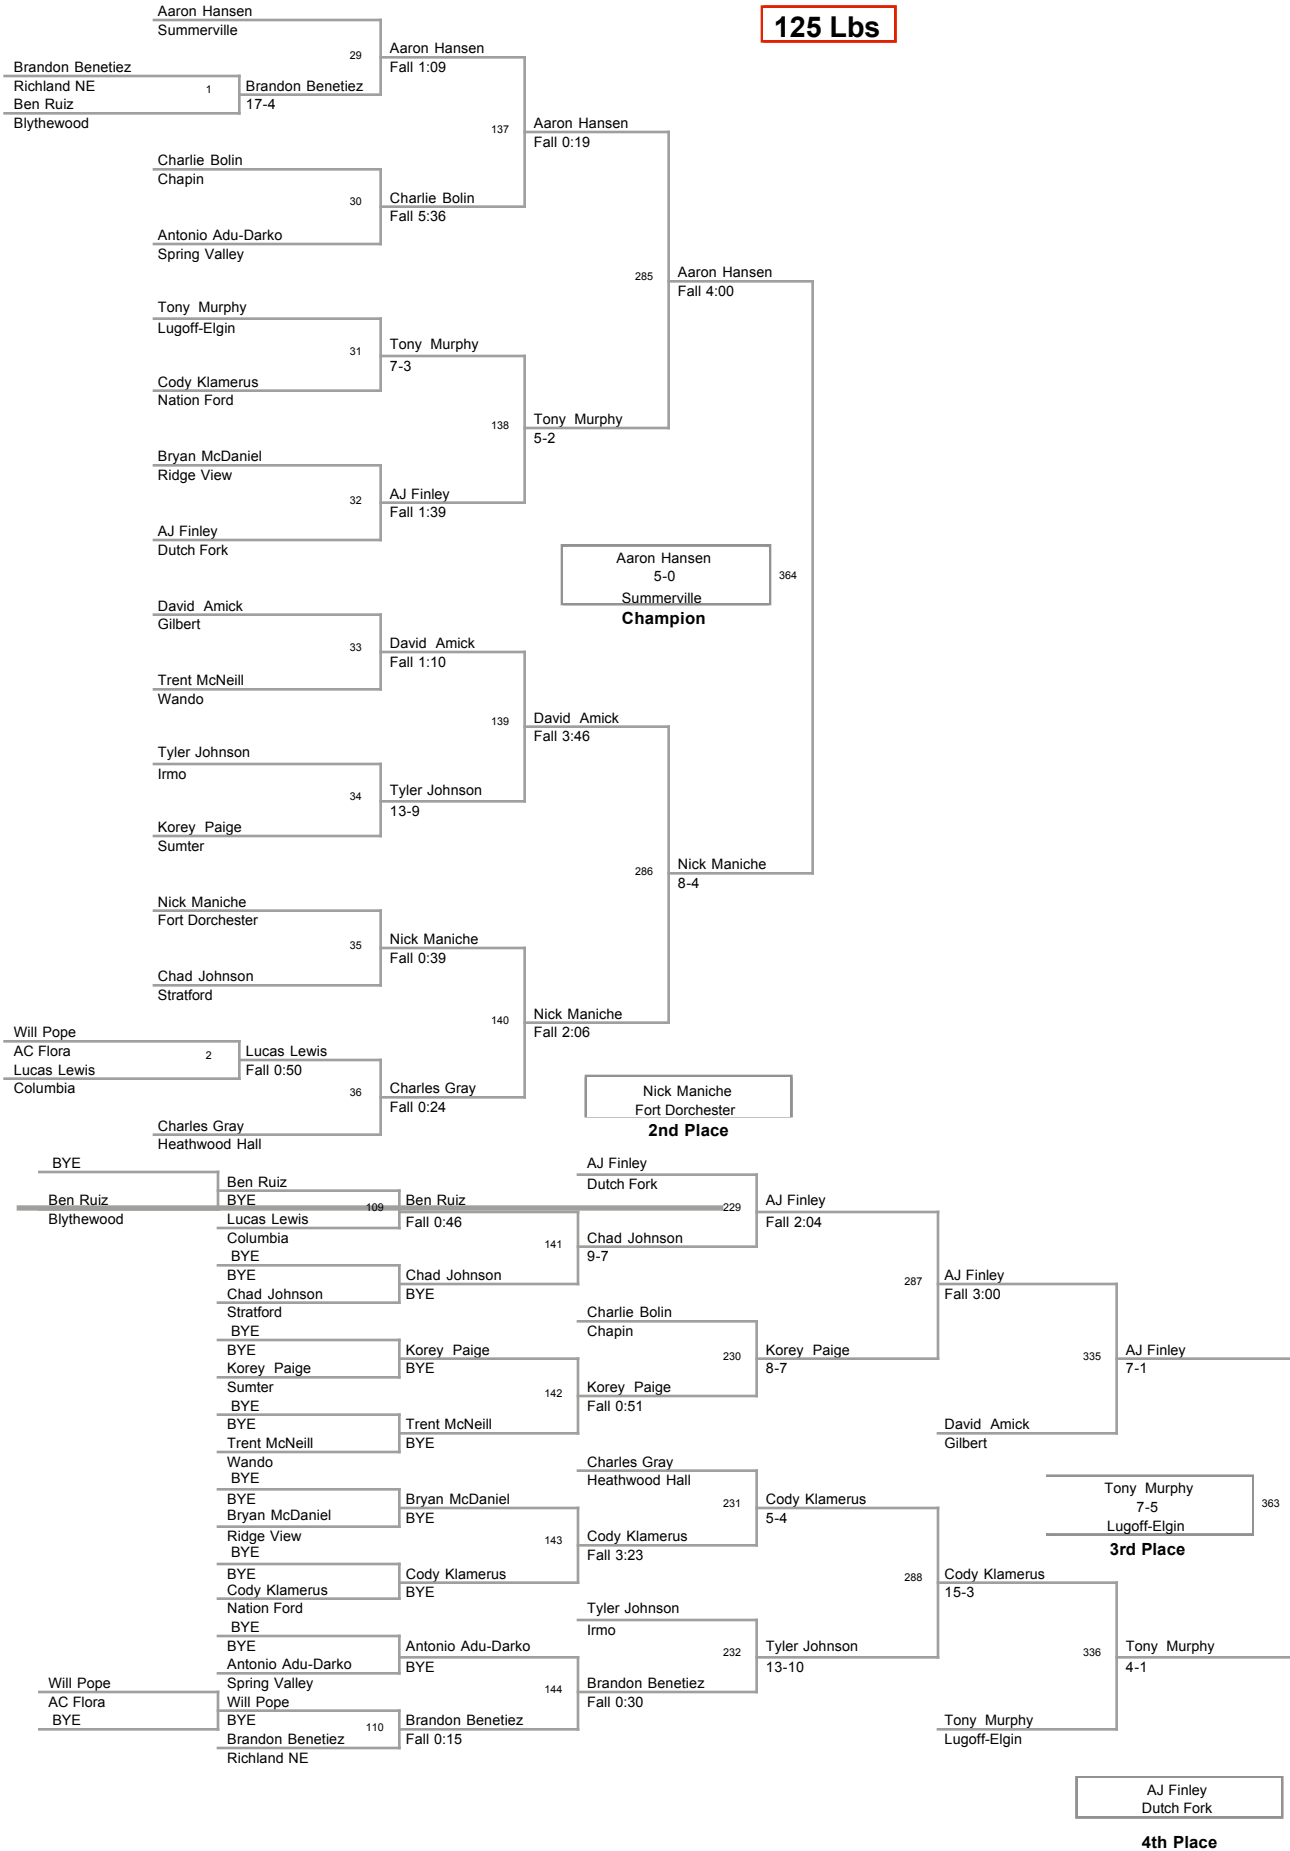 125 Lbs
Aaron Hansen
Summerville
29
Aaron Hansen
Fall 1:09
Brandon Benetiez
Richland NE
1
Brandon Benetiez
Ben Ruiz
17-4
Blythewood
137
Aaron Hansen
Fall 0:19
Charlie Bolin
Chapin
30
Charlie Bolin
Fall 5:36
Antonio Adu-Darko
Spring Valley
285
Aaron Hansen
Fall 4:00
Tony Murphy
Lugoff-Elgin
31
Tony Murphy
7-3
Cody Klamerus
Nation Ford
138
Tony Murphy
5-2
Bryan McDaniel
Ridge View
32
AJ Finley
Fall 1:39
AJ Finley
Dutch Fork
Aaron Hansen
5-0
364
Summerville
Champion
David Amick
Gilbert
33
David Amick
Fall 1:10
Trent McNeill
Wando
139
David Amick
Fall 3:46
Tyler Johnson
Irmo
34
Tyler Johnson
13-9
Korey Paige
Sumter
286
Nick Maniche
8-4
Nick Maniche
Fort Dorchester
35
Nick Maniche
Fall 0:39
Chad Johnson
Stratford
140
Nick Maniche
Fall 2:06
Will Pope
AC Flora
2
Lucas Lewis
Lucas Lewis
Fall 0:50
Columbia
36
Charles Gray
Fall 0:24
Charles Gray
Heathwood Hall
Nick Maniche
Fort Dorchester
2nd Place
BYE
Ben Ruiz
Ben Ruiz
BYE
Blythewood
Lucas Lewis
Columbia
109
Ben Ruiz
Fall 0:46
AJ Finley
Dutch Fork
229
AJ Finley
Fall 2:04
141
Chad Johnson
9-7
BYE
BYE
Chad Johnson
Stratford
Chad Johnson
BYE
287
AJ Finley
Fall 3:00
BYE
BYE
Korey Paige
Sumter
Korey Paige
BYE
Charlie Bolin
Chapin
230
Korey Paige
8-7
142
Korey Paige
Fall 0:51
335
AJ Finley
7-1
BYE
BYE
Trent McNeill
Wando
Trent McNeill
BYE
David Amick
Gilbert
BYE
BYE
Bryan McDaniel
Ridge View
Bryan McDaniel
BYE
Charles Gray
Heathwood Hall
231
Cody Klamerus
5-4
143
Cody Klamerus
Fall 3:23
Tony Murphy
7-5
363
Lugoff-Elgin
3rd Place
BYE
BYE
Cody Klamerus
Nation Ford
Cody Klamerus
BYE
288
Cody Klamerus
15-3
BYE
BYE
Antonio Adu-Darko
Spring Valley
Antonio Adu-Darko
BYE
Tyler Johnson
Irmo
232
Tyler Johnson
13-10
144
Brandon Benetiez
Fall 0:30
336
Tony Murphy
4-1
Will Pope
AC Flora
BYE
Will Pope
BYE
Brandon Benetiez
Richland NE
110
Brandon Benetiez
Fall 0:15
Tony Murphy
Lugoff-Elgin
AJ Finley
Dutch Fork
4th Place